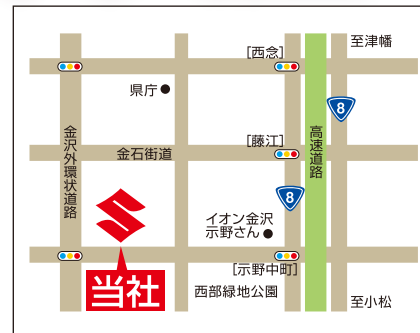 [西念]
至津幡
県庁
8
金沢外環状道路
金石街道
[藤江]
高速道路
8
イオン金沢
示野さん
当社
[示野中町]
西部緑地公園
至小松